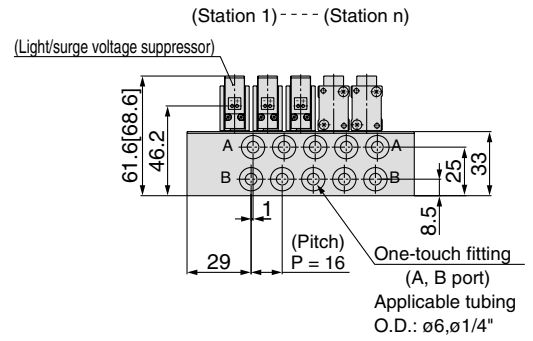 (Station 1)---- (Station n)
(Light/surge voltage suppressor)
61.6[68.6]
46.2
A
A
B
B
25
33
8.5
1
29
(Pitch)
P = 16
One-touch fitting
(A, B port)
Applicable tubing
O.D.: ø6,ø1/4"